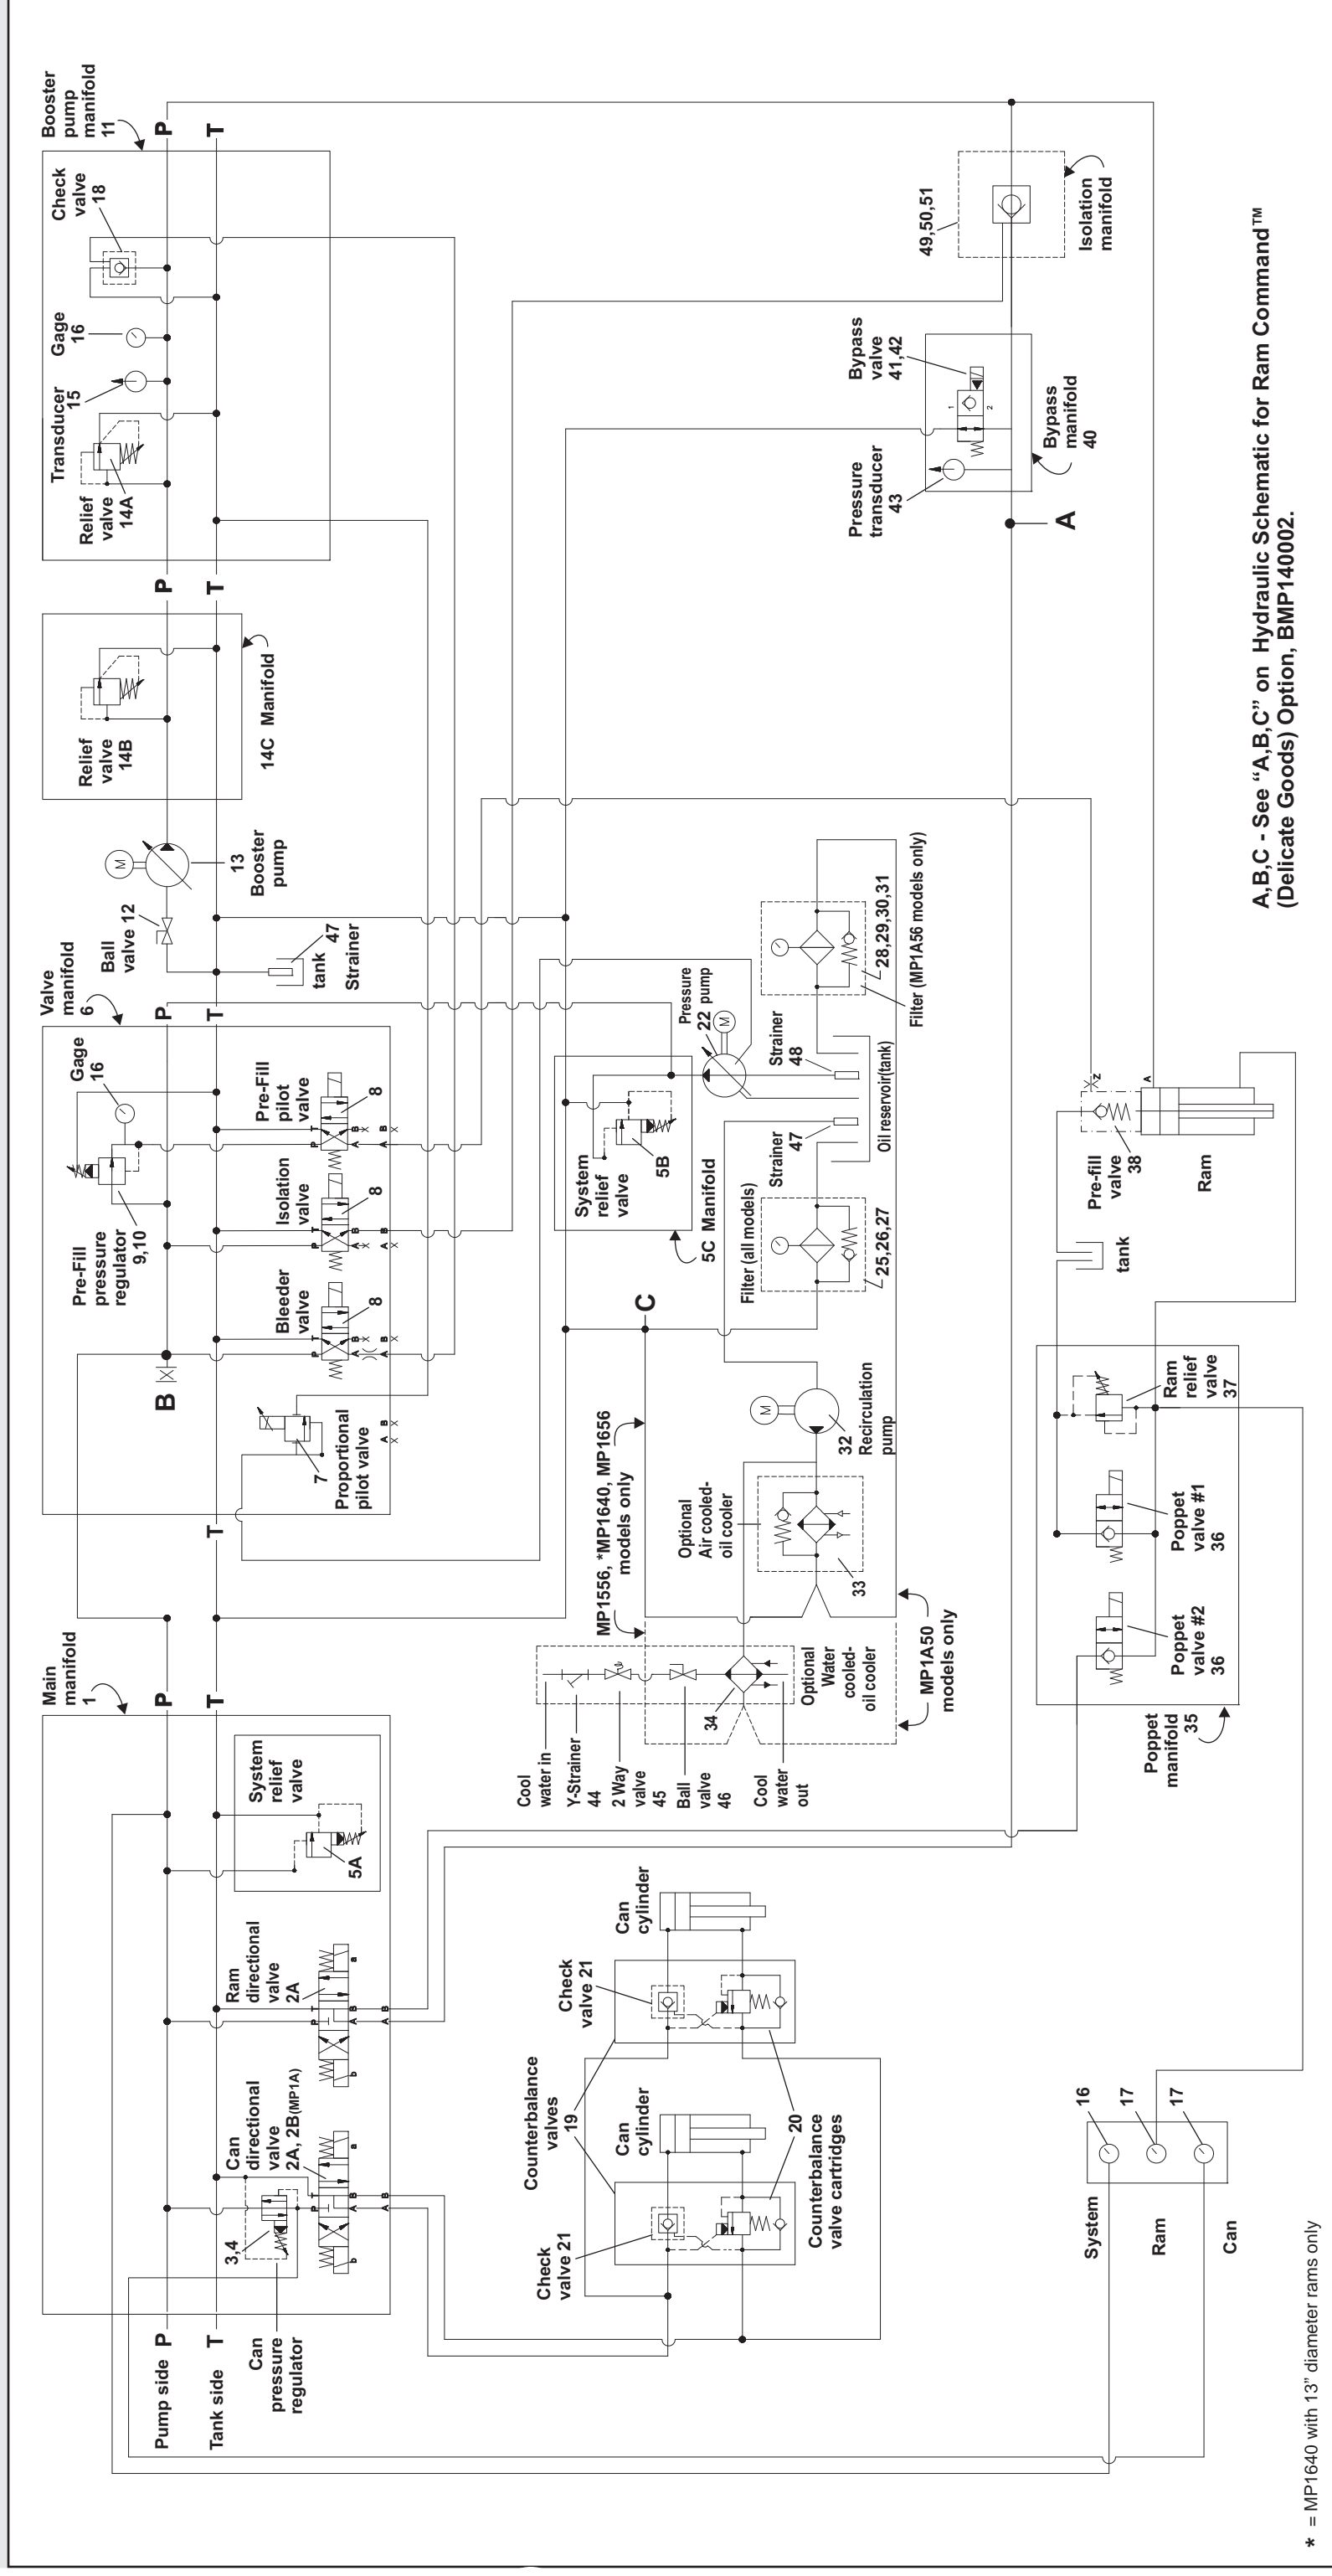 Main
manifold
1
Pump side P
Tank side T
Can
pressure
regulator
3,4
Can
directional
valve
2A, 2B(MP1A)
b
a
P
T
A
B
A
B
Ram
directional
valve
2A
b
a
P
T
A
B
A
B
System
relief
valve
5A
P
T
T
Valve
manifold
6
B
7
Proportional
pilot valve
A
B
Bleeder
valve
8
P
T
A
B
A
B
Isolation
valve
8
P
T
A
B
A
B
Pre-Fill
pilot
valve
8
P
T
A
B
A
B
Pre-Fill
pressure
regulator
9,10
Gage
16
P
T
tank
47
Strainer
Ball
valve 12
M
13
Booster
pump
Relief
valve
14B
14C Manifold
P
T
Booster
pump
manifold
11
Relief
valve
14A
Transducer
15
Gage
16
Check
valve
18
P
T
Counterbalance
valves
19
Check
valve 21
Can
cylinder
Check
valve 21
Can
cylinder
20
Counterbalance
valve cartridges
Cool
water in
Y-Strainer
44
2 Way
valve
45
Ball
valve
46
Cool
water
out
34
Optional
Water
cooled-
oil cooler
MP1556, *MP1640, MP1656
models only
MP1A50
models only
Optional
Air cooled-
oil cooler
33
M
32
Recirculation
pump
C
System
relief
valve
5B
5C Manifold
Filter (all models)
25,26,27
Strainer
47
Oil reservoir(tank)
Strainer
48
Pressure
pump
22
M
28,29,30,31
Filter (MP1A56 models only)
A
Pressure
transducer
43
Bypass
valve
41,42
1
2
Bypass
manifold
40
49,50,51
Isolation
manifold
System
Ram
Can
16
17
17
Poppet
manifold
35
Poppet
valve #2
36
Poppet
valve #1
36
Ram
relief
valve
37
tank
Pre-fill
valve
38
Z
A
Ram
A,B,C - See “A,B,C” on Hydraulic Schematic for Ram Command™
(Delicate Goods) Option, BMP140002.
* = MP1640 with 13” diameter rams only